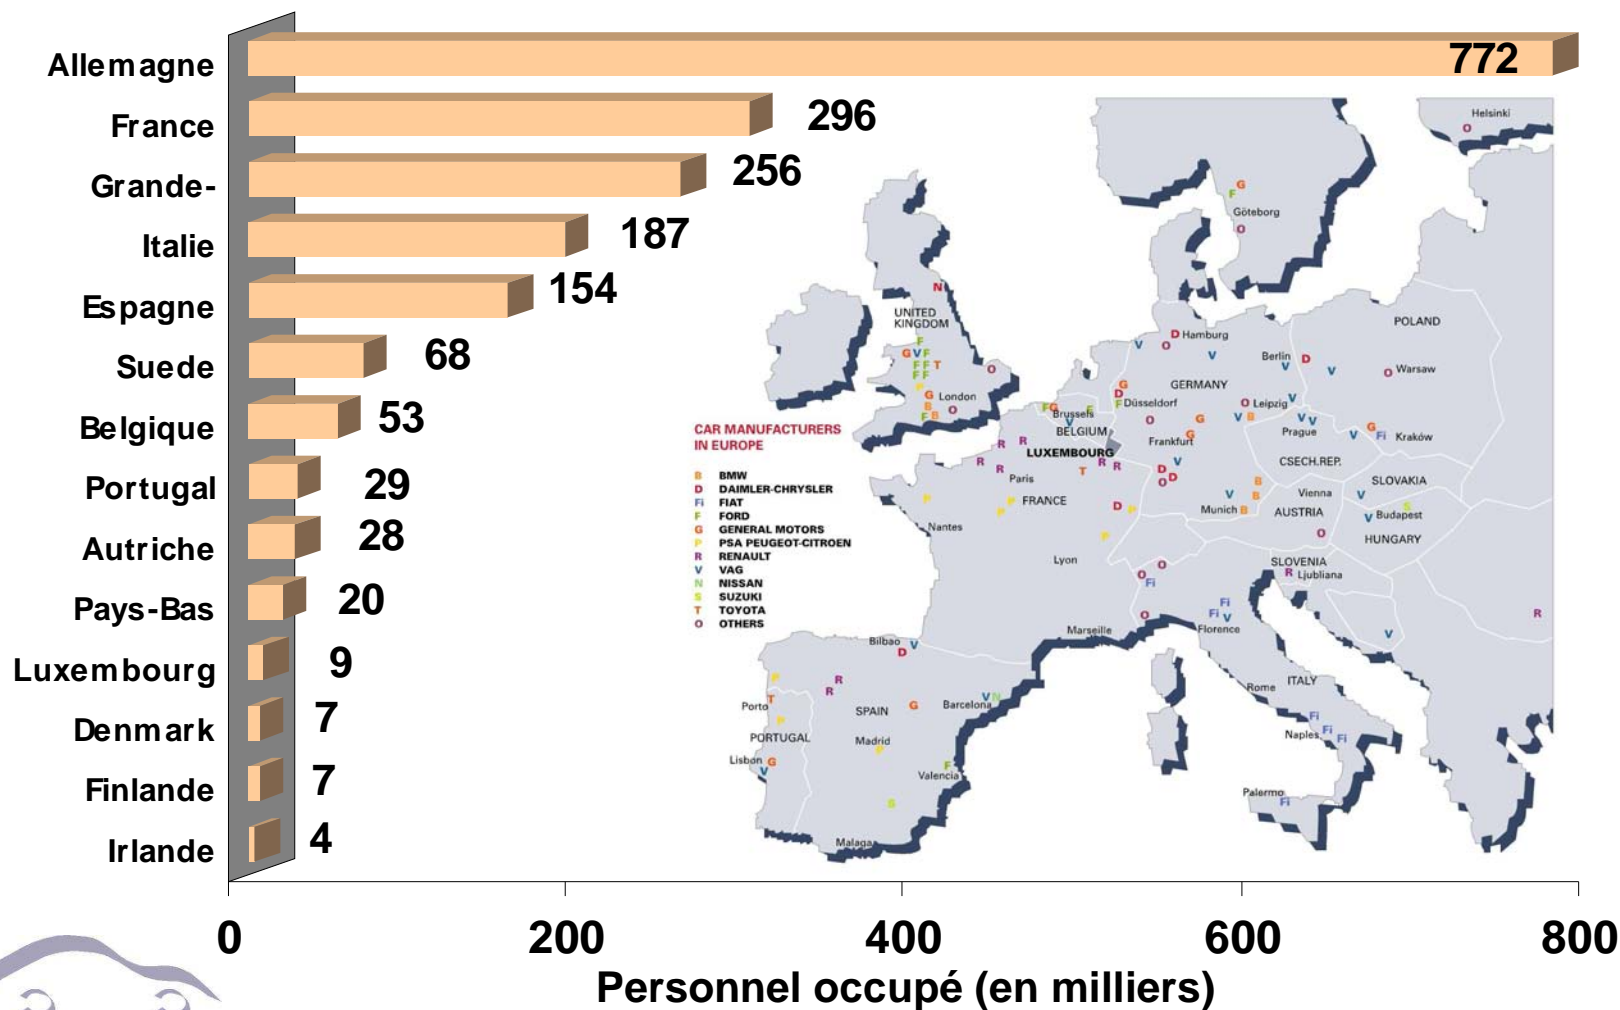 Allemagne 772
France 296
Grande- 256
Italie 187
Espagne 154
Suede 68
Belgique 53
Portugal 29
Autriche 28
Pays-Bas 20
Luxembourg 9
Denmark 7
Finlande 7
Irlande 4
0 200 400 600 800
Personnel occupé (en milliers)
CAR MANUFACTURERS
IN EUROPE
B BMW
D DAIMLER-CHRYSLER
Fi FIAT
F FORD
G GENERAL MOTORS
P PSA PEUGEOT-CITROEN
R RENAULT
V VAG
N NISSAN
S SUZUKI
T TOYOTA
O OTHERS
Helsinki
Göteborg
UNITED
KINGDOM
London
Hamburg
Berlin
POLAND
Warsaw
GERMANY
Düsseldorf
Leipzig
Brussels
BELGIUM
Frankfurt
Prague
Kraków
LUXEMBOURG
CSECH.REP.
Paris
SLOVAKIA
FRANCE
Vienna
Munich
AUSTRIA
Budapest
Nantes
HUNGARY
Lyon
SLOVENIA
Ljubliana
Marseille
Florence
Bilbao
Rome
ITALY
Porto
SPAIN
Barcelona
PORTUGAL
Madrid
Naples
Lisbon
Valencia
Palermo
Malaga